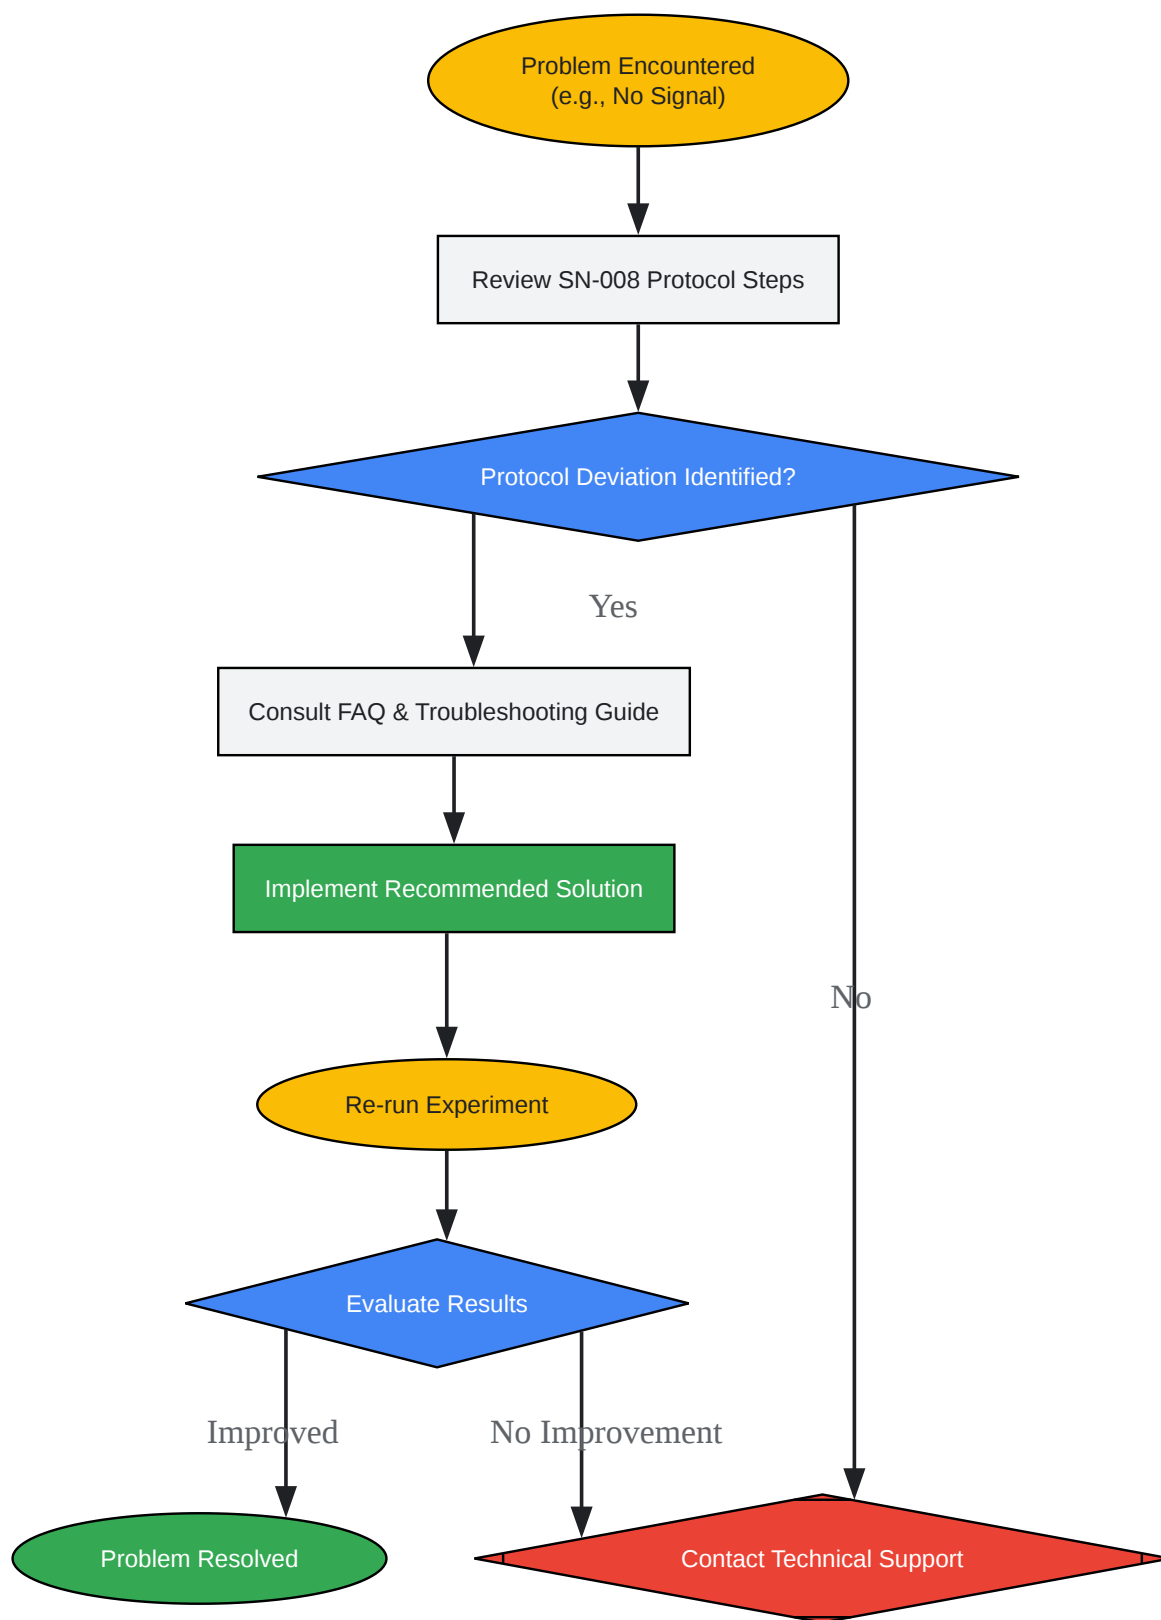 Problem Encountered
(e.g., No Signal)
Review SN-008 Protocol Steps
Protocol Deviation Identified?
Yes
Consult FAQ & Troubleshooting Guide
Implement Recommended Solution
No
Re-run Experiment
Evaluate Results
Improved
No Improvement
Problem Resolved
Contact Technical Support